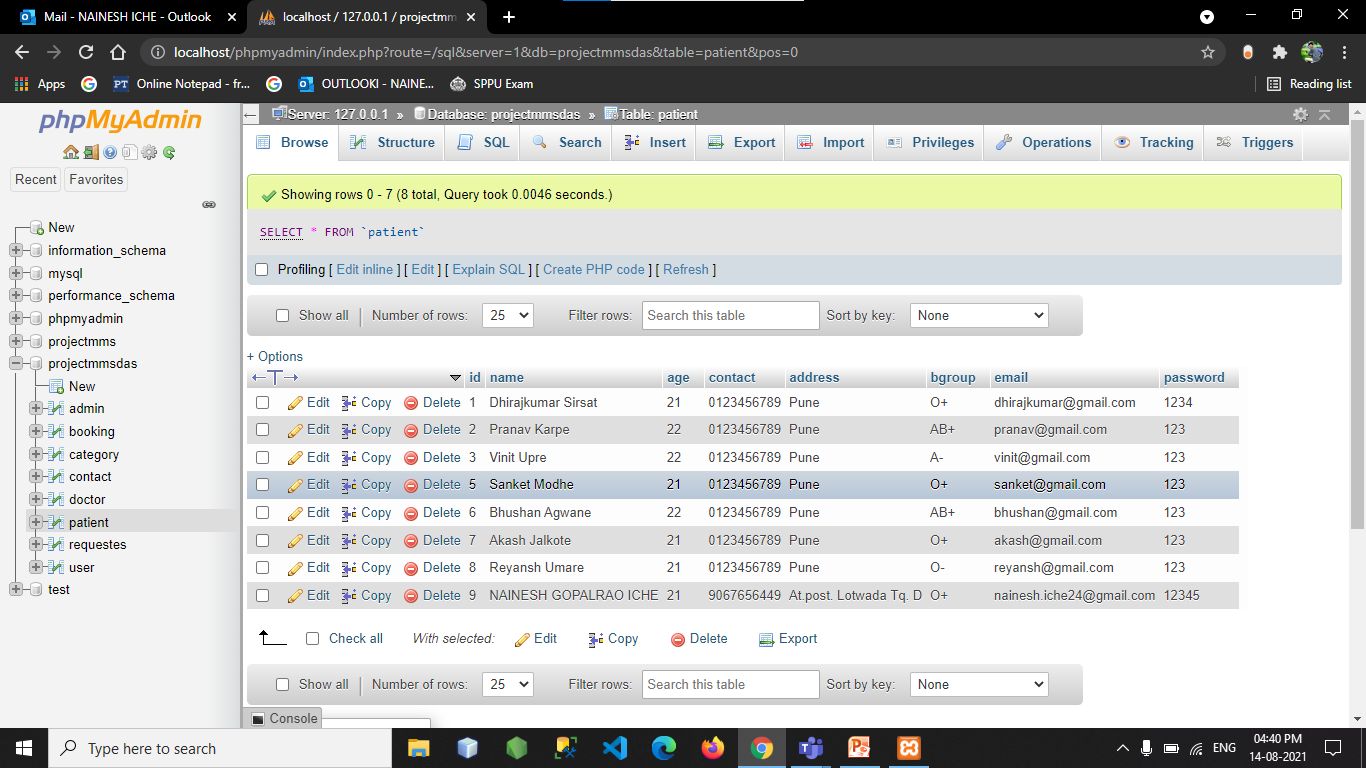 Mail - NAINESH ICHE - Outlook
localhost / 127.0.0.1 / projectmm
localhost/phpmyadmin/index.php?route=/sql&server=1&db=projectmmsdas&table=patient&pos=0
Apps
PT Online Notepad - fr...
OUTLOOKI - NAINE...
SPPU Exam
Reading list
phpMyAdmin
Server: 127.0.0.1 » Database: projectmmsdas » Table: patient
Browse Structure SQL Search Insert Export Import Privileges Operations Tracking Triggers
Recent Favorites
New
information_schema
mysql
performance_schema
phpmyadmin
projectmms
projectmmsdas
New
admin
booking
category
contact
doctor
patient
requestes
user
test
Showing rows 0 - 7 (8 total, Query took 0.0046 seconds.)
SELECT * FROM `patient`
Profiling [ Edit inline ] [ Edit ] [ Explain SQL ] [ Create PHP code ] [ Refresh ]
Show all Number of rows: 25 Filter rows: Search this table Sort by key: None
+ Options
id name age contact address bgroup email password
Edit Copy Delete 1 Dhirajkumar Sirsat 21 0123456789 Pune O+ dhirajkumar@gmail.com 1234
Edit Copy Delete 2 Pranav Karpe 22 0123456789 Pune AB+ pranav@gmail.com 123
Edit Copy Delete 3 Vinit Upre 22 0123456789 Pune A- vinit@gmail.com 123
Edit Copy Delete 5 Sanket Modhe 21 0123456789 Pune O+ sanket@gmail.com 123
Edit Copy Delete 6 Bhushan Agwane 22 0123456789 Pune AB+ bhushan@gmail.com 123
Edit Copy Delete 7 Akash Jalkote 21 0123456789 Pune O+ akash@gmail.com 123
Edit Copy Delete 8 Reyansh Umare 21 0123456789 Pune O- reyansh@gmail.com 123
Edit Copy Delete 9 NAINESH GOPALRAO ICHE 21 9067656449 At.post. Lotwada Tq. D O+ nainesh.iche24@gmail.com 12345
Check all With selected: Edit Copy Delete Export
Show all Number of rows: 25 Filter rows: Search this table Sort by key: None
Console
Type here to search
ENG
04:40 PM
14-08-2021